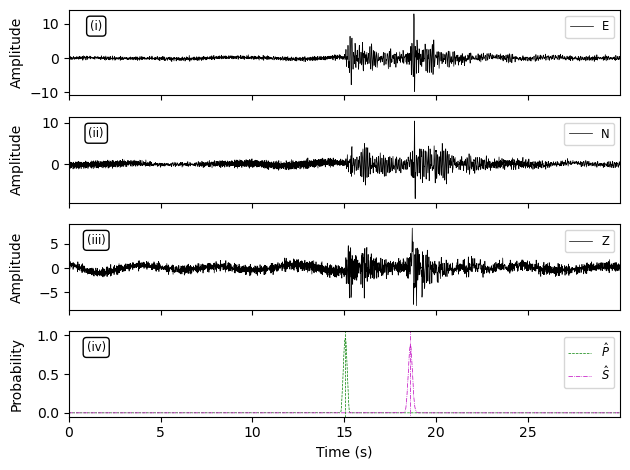 (i)
E
Amplitude
10
0
−10
(ii)
N
Amplitude
10
0
(iii)
Z
Amplitude
5
0
−5
(iv)
P̂
Ŝ
Probability
1.0
0.5
0.0
0 5 10 15 20 25
Time (s)